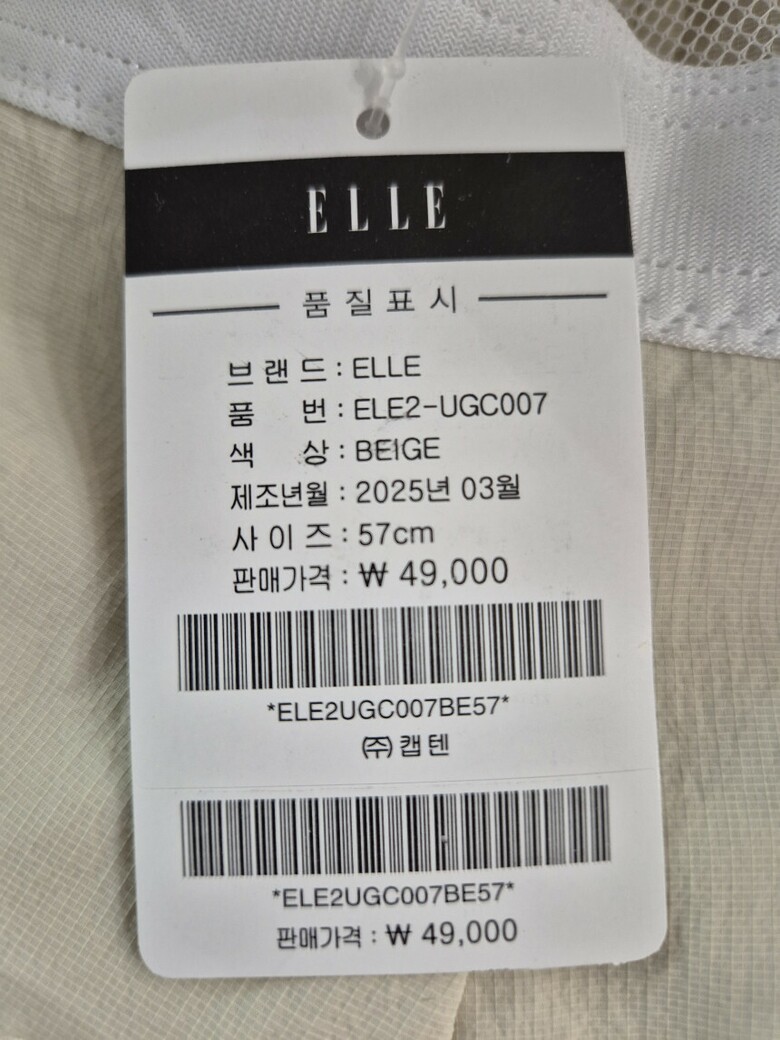 ELLE
품질표시
브랜드 : ELLE
품 번 : ELE2-UGC007
색 상 : BEIGE
제조년월 : 2025년 03월
사이즈 : 57cm
판매가격 : ₩ 49,000
*ELE2UGC007BE57*
㈜캡텐
*ELE2UGC007BE57*
판매가격 : ₩ 49,000